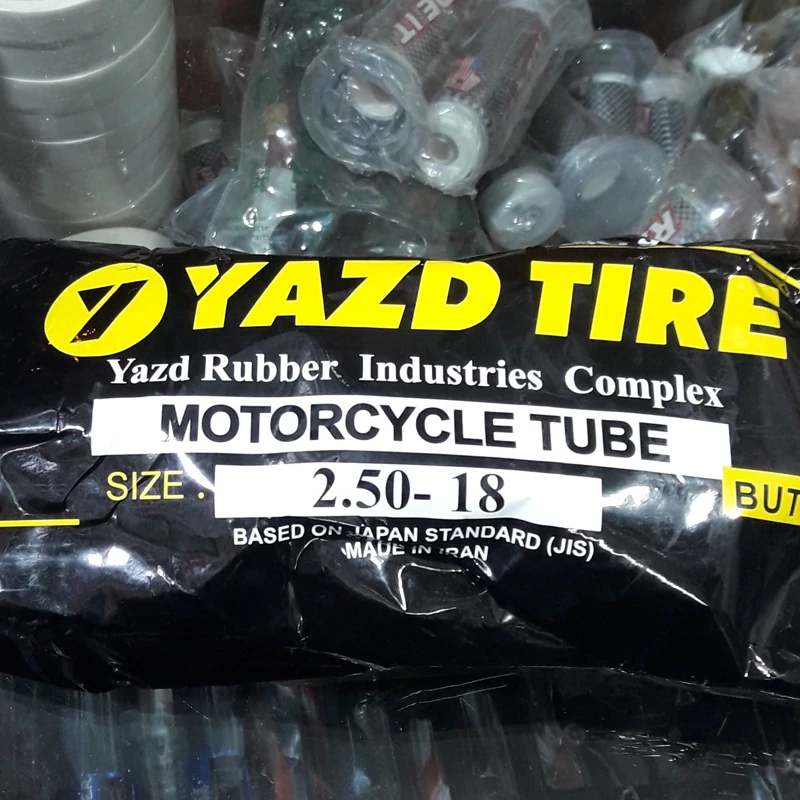 YAZD TIRE
Yazd Rubber Industries Complex
MOTORCYCLE TUBE
SIZE : 2.50- 18
BUT
BASED ON JAPAN STANDARD (JIS)
MADE IN IRAN